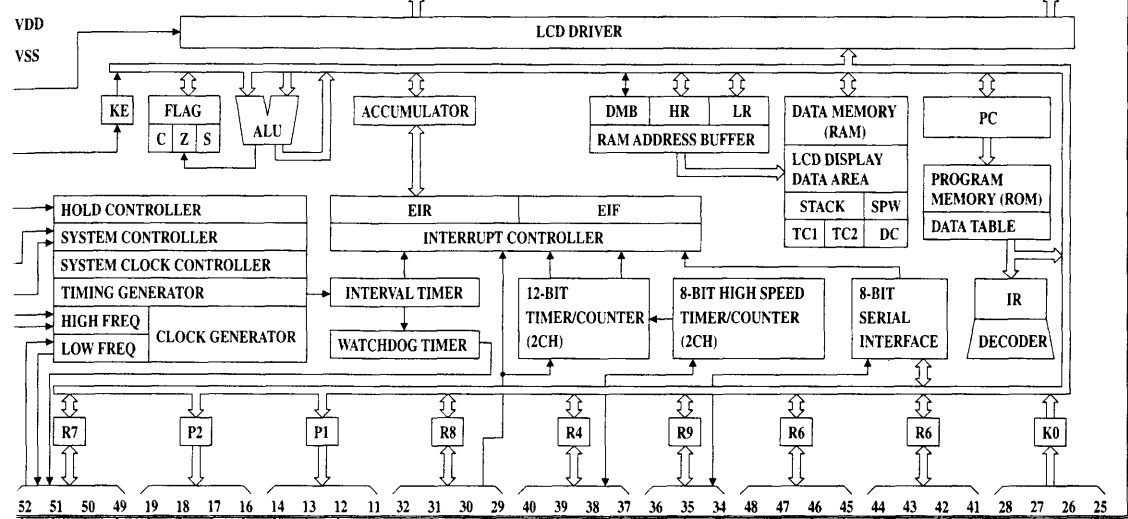 VDD
VSS
LCD DRIVER
KE
FLAG
C Z S
ALU
ACCUMULATOR
DMB HR LR
RAM ADDRESS BUFFER
DATA MEMORY
(RAM)
LCD DISPLAY
DATA AREA
STACK SPW
TC1 TC2 DC
PC
PROGRAM
MEMORY (ROM)
DATA TABLE
IR
DECODER
HOLD CONTROLLER
SYSTEM CONTROLLER
SYSTEM CLOCK CONTROLLER
TIMING GENERATOR
HIGH FREQ
LOW FREQ
CLOCK GENERATOR
EIR EIF
INTERRUPT CONTROLLER
INTERVAL TIMER
WATCHDOG TIMER
12-BIT
TIMER/COUNTER
(2CH)
8-BIT HIGH SPEED
TIMER/COUNTER
(2CH)
8-BIT
SERIAL
INTERFACE
R7 P2 P1 R8 R4 R9 R6 R6 K0
52 51 50 49 19 18 17 16 14 13 12 11 32 31 30 29 40 39 38 37 36 35 34 48 47 46 45 44 43 42 41 28 27 26 25